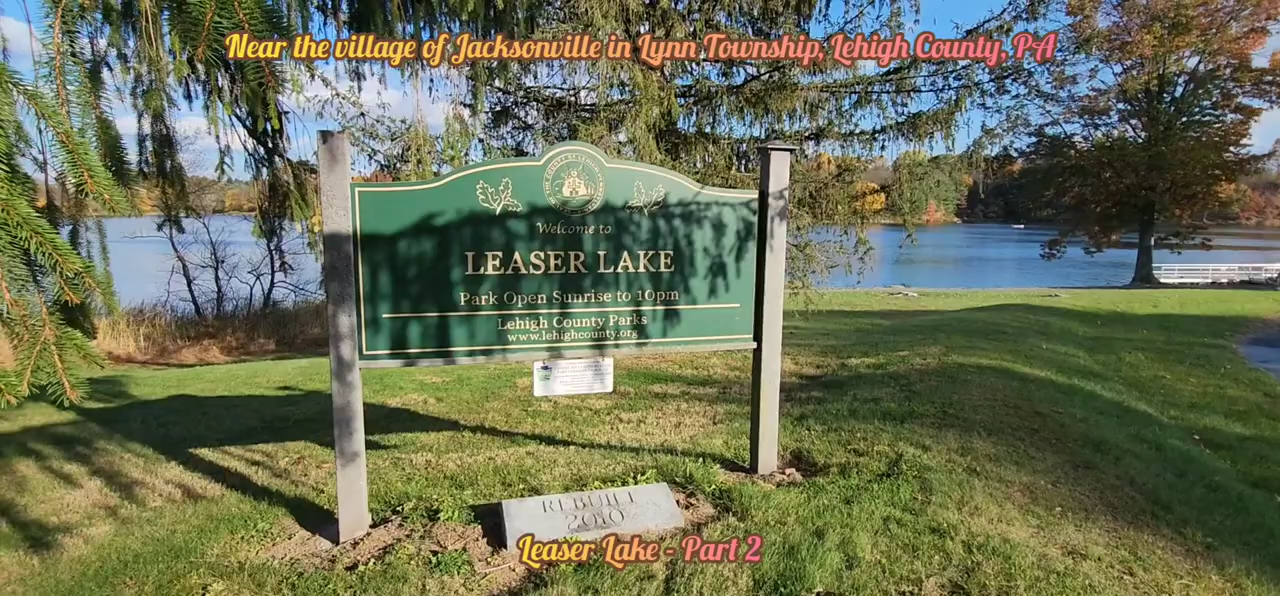 Near the village of Jacksonville in Lynn Township, Lehigh County, PA
Welcome to
LEASER LAKE
Park Open Sunrise to 10pm
Lehigh County Parks
www.lehighcounty.org
REBUILT
2010
Leaser Lake - Part 2